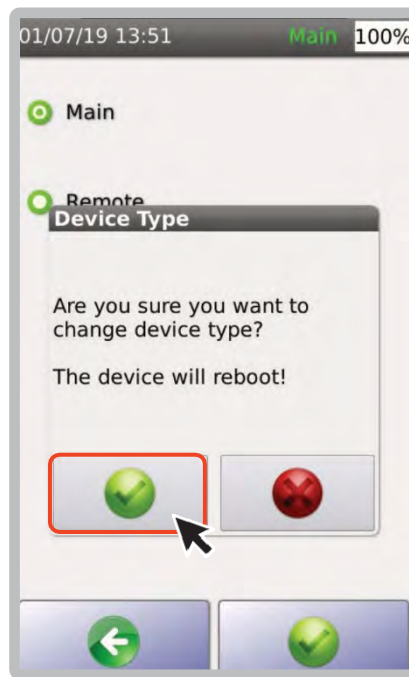 01/07/19 13:51 Main 100%
Main
Remote
Device Type
Are you sure you want to
change device type?
The device will reboot!